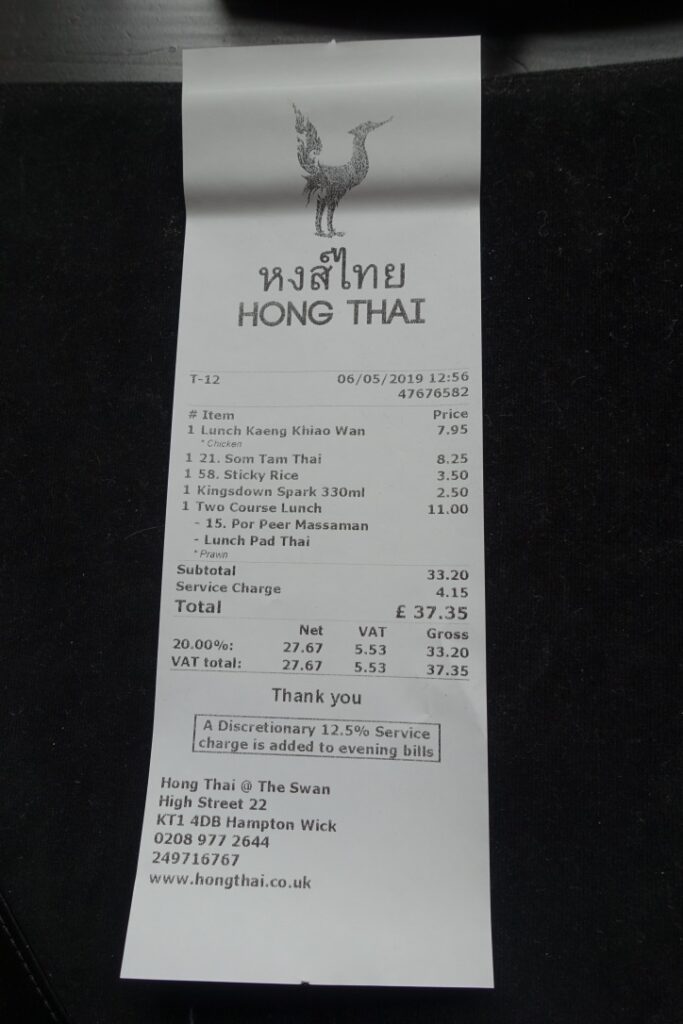 หงส์ไทย
HONG THAI
T-12 06/05/2019 12:56
47676582
# Item Price
1 Lunch Kaeng Khiao Wan 7.95
* Chicken
1 21. Som Tam Thai 8.25
1 58. Sticky Rice 3.50
1 Kingsdown Spark 330ml 2.50
1 Two Course Lunch 11.00
- 15. Por Peer Massaman
- Lunch Pad Thai
* Prawn
Subtotal 33.20
Service Charge 4.15
Total £ 37.35
Net VAT Gross
20.00%: 27.67 5.53 33.20
VAT total: 27.67 5.53 37.35
Thank you
A Discretionary 12.5% Service
charge is added to evening bills
Hong Thai @ The Swan
High Street 22
KT1 4DB Hampton Wick
0208 977 2644
249716767
www.hongthai.co.uk